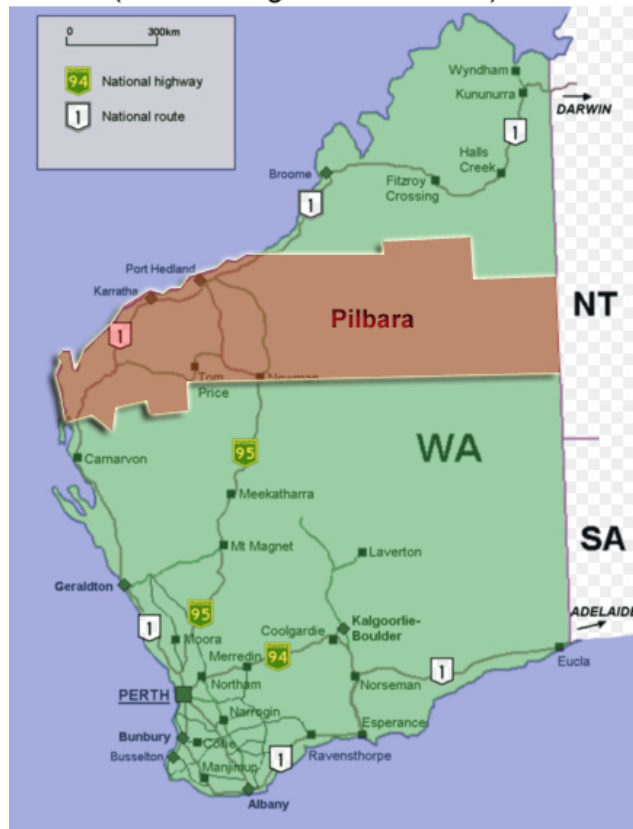 0 300km
94 National highway
1 National route
Wyndham
Kununurra
DARWIN
1
Halls
Creek
Broome
Fitzroy
Crossing
1
Port Hedland
Karratha
NT
1
Pilbara
Tom
Price
Newman
WA
95
Carnarvon
Meekatharra
SA
Mt Magnet
Laverton
Geraldton
ADELAIDE
95
1
Kalgoorlie-
Boulder
Coolgardie
Moora
Merredin
94
Eucla
1
Northam
Norseman
PERTH
Narrogin
Esperance
Bunbury
Collie
Ravensthorpe
Busselton
1
Manjimup
Albany